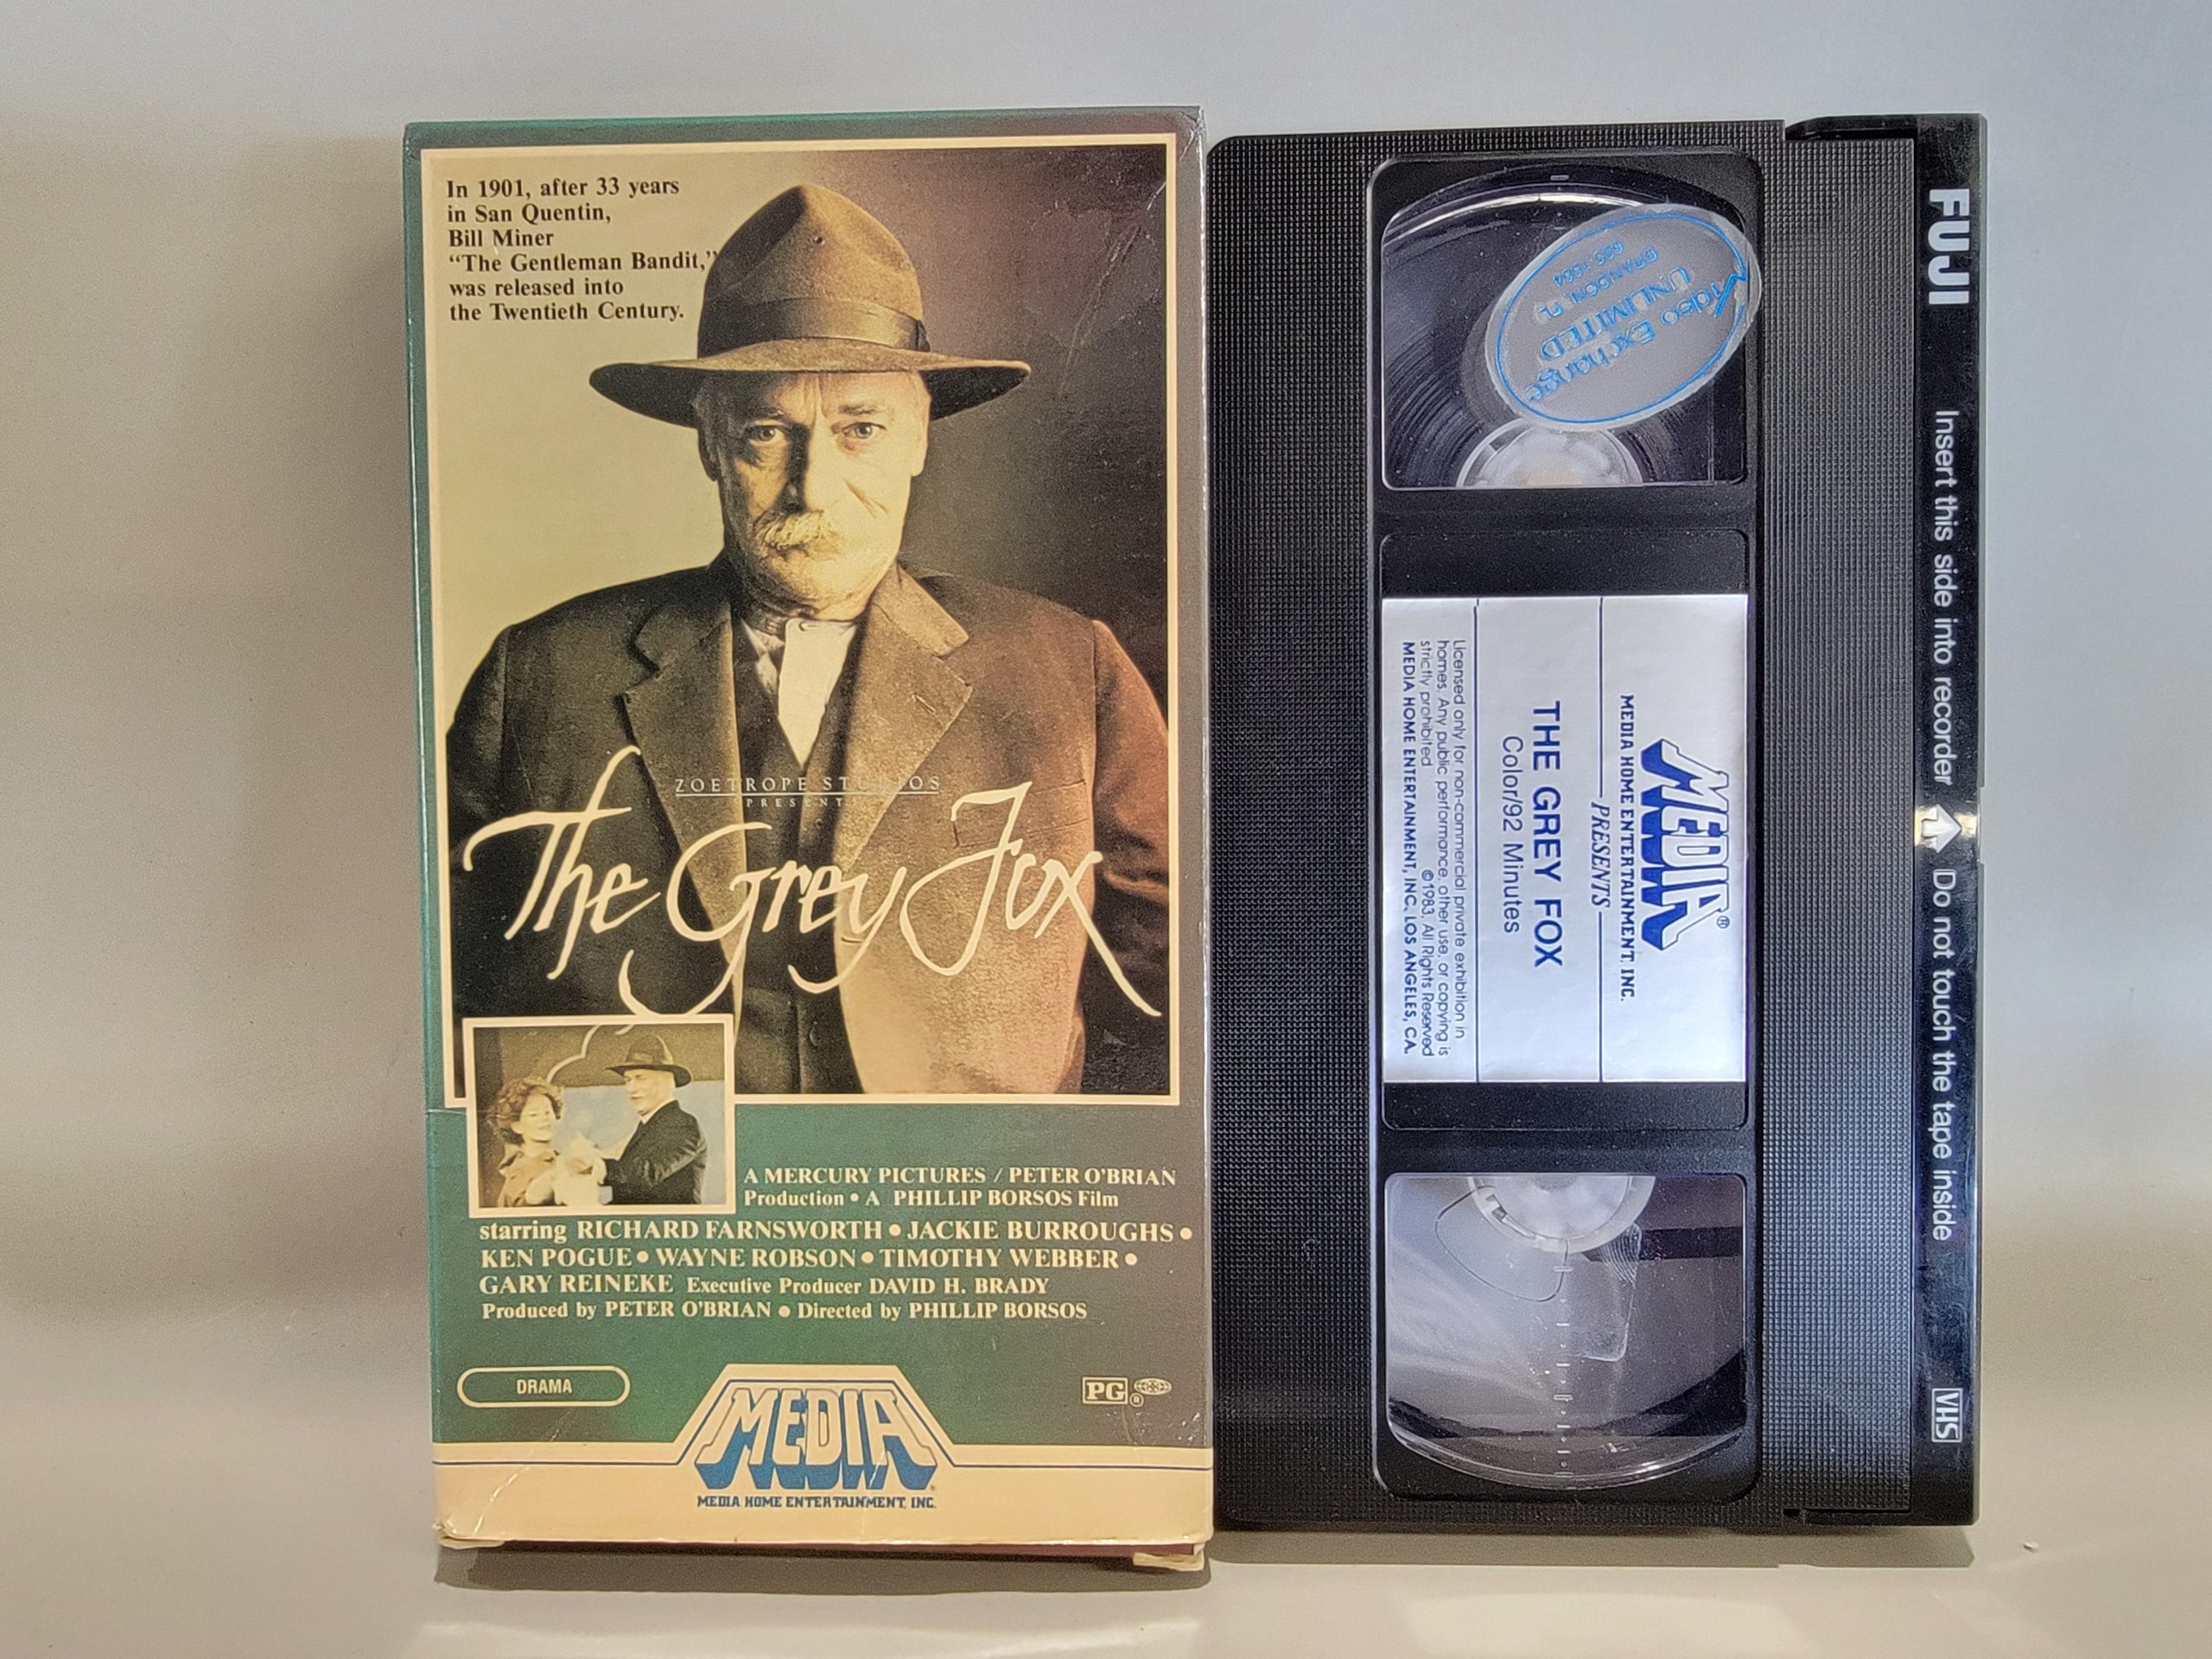 In 1901, after 33 years
in San Quentin,
Bill Miner
“The Gentleman Bandit,”
was released into
the Twentieth Century.
ZOETROPE STUDIOS
PRESENTS
The Grey Fox
A MERCURY PICTURES / PETER O'BRIAN
Production • A PHILLIP BORSOS Film
starring RICHARD FARNSWORTH • JACKIE BURROUGHS •
KEN POGUE • WAYNE ROBSON • TIMOTHY WEBBER •
GARY REINEKE Executive Producer DAVID H. BRADY
Produced by PETER O'BRIAN • Directed by PHILLIP BORSOS
DRAMA
MEDIA
PG ®
MEDIA HOME ENTERTAINMENT, INC.
Video Exchange
UNLIMITED
BRANDON, FL
MEDIA®
MEDIA HOME ENTERTAINMENT, INC.
PRESENTS
THE GREY FOX
Color/92 Minutes
Licensed only for non-commercial private exhibition in
homes. Any public performance, other use, or copying is
strictly prohibited ©1983, All Rights Reserved
MEDIA HOME ENTERTAINMENT, INC. LOS ANGELES, CA.
FUJI
Insert this side into recorder
Do not touch the tape inside
VHS